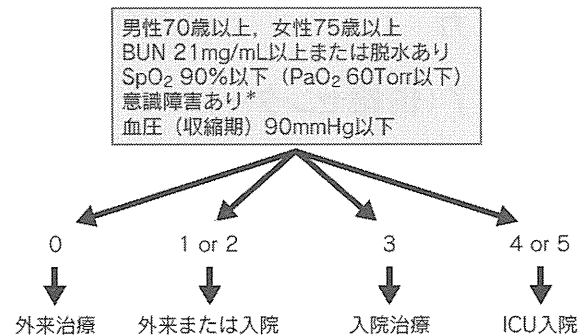 男性70歳以上，女性75歳以上
BUN 21mg/mL以上または脱水あり
SpO₂ 90%以下（PaO₂ 60Torr以下）
意識障害あり*
血圧（収縮期）90mmHg以下
0 1 or 2 3 4 or 5
外来治療 外来または入院 入院治療 ICU入院